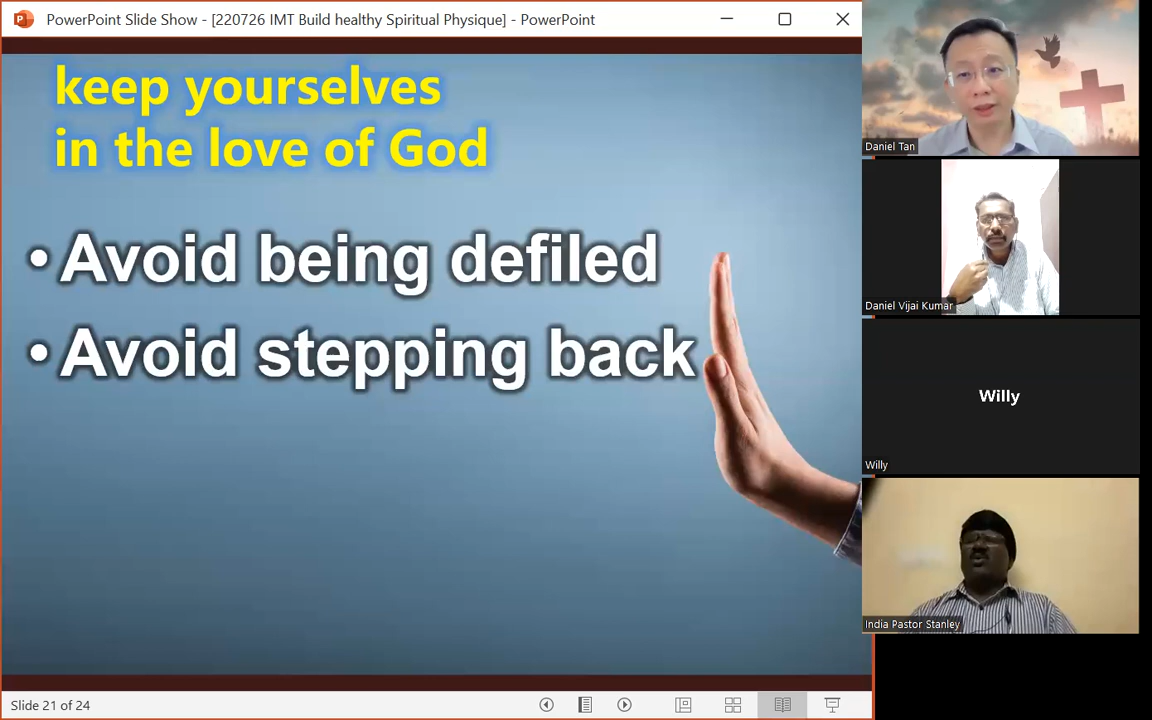 PowerPoint Slide Show - [220726 IMT Build healthy Spiritual Physique] - PowerPoint
keep yourselves
in the love of God
• Avoid being defiled
• Avoid stepping back
Slide 21 of 24
Daniel Tan
Daniel Vijai Kumar
Willy
Willy
India Pastor Stanley